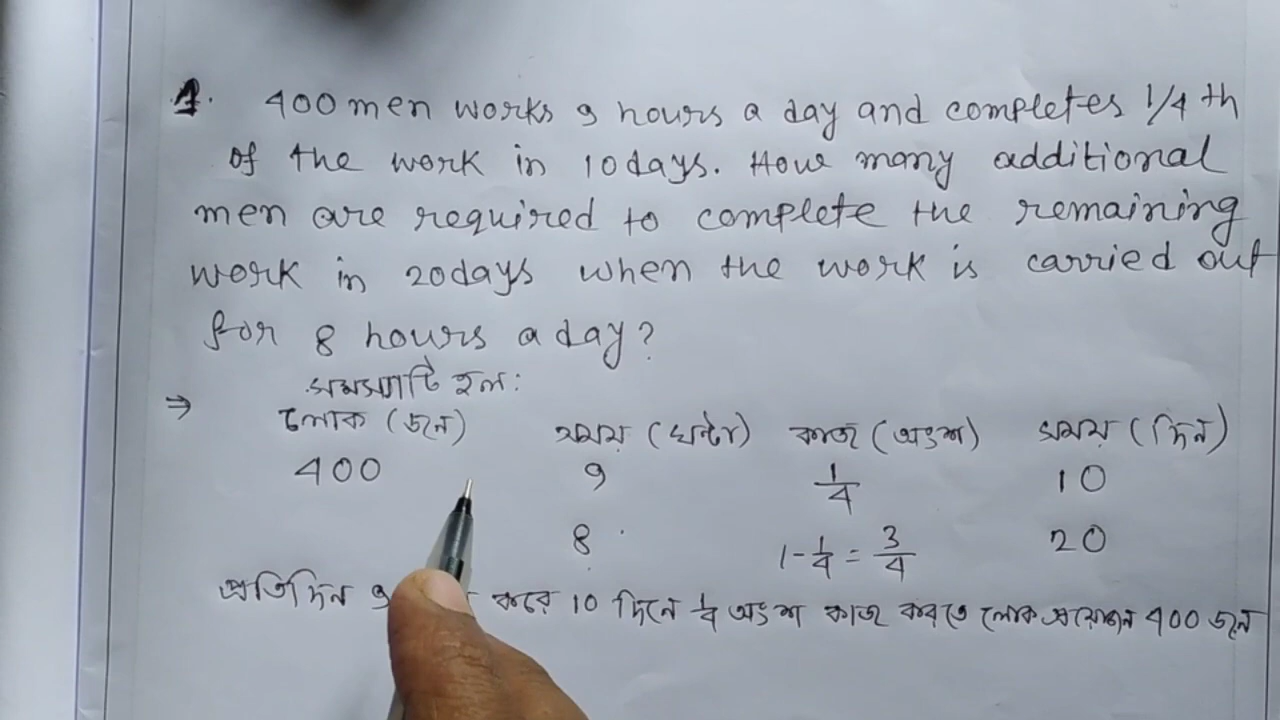 1. 400 men works 9 hours a day and completes 1/4 th
of the work in 10 days. How many additional
men are required to complete the remaining
work in 20 days when the work is carried out
for 8 hours a day?
সমস্যাটি হল:
⇒ লোক (জন) সময় (ঘন্টা) কাজ (অংশ) সময় (দিন)
400 9 1/4 10
8 1-1/4 = 3/4 20
প্রতিদিন 9 করে 10 দিনে 1/4 অংশ কাজ করতে লোক প্রয়োজন 400 জন